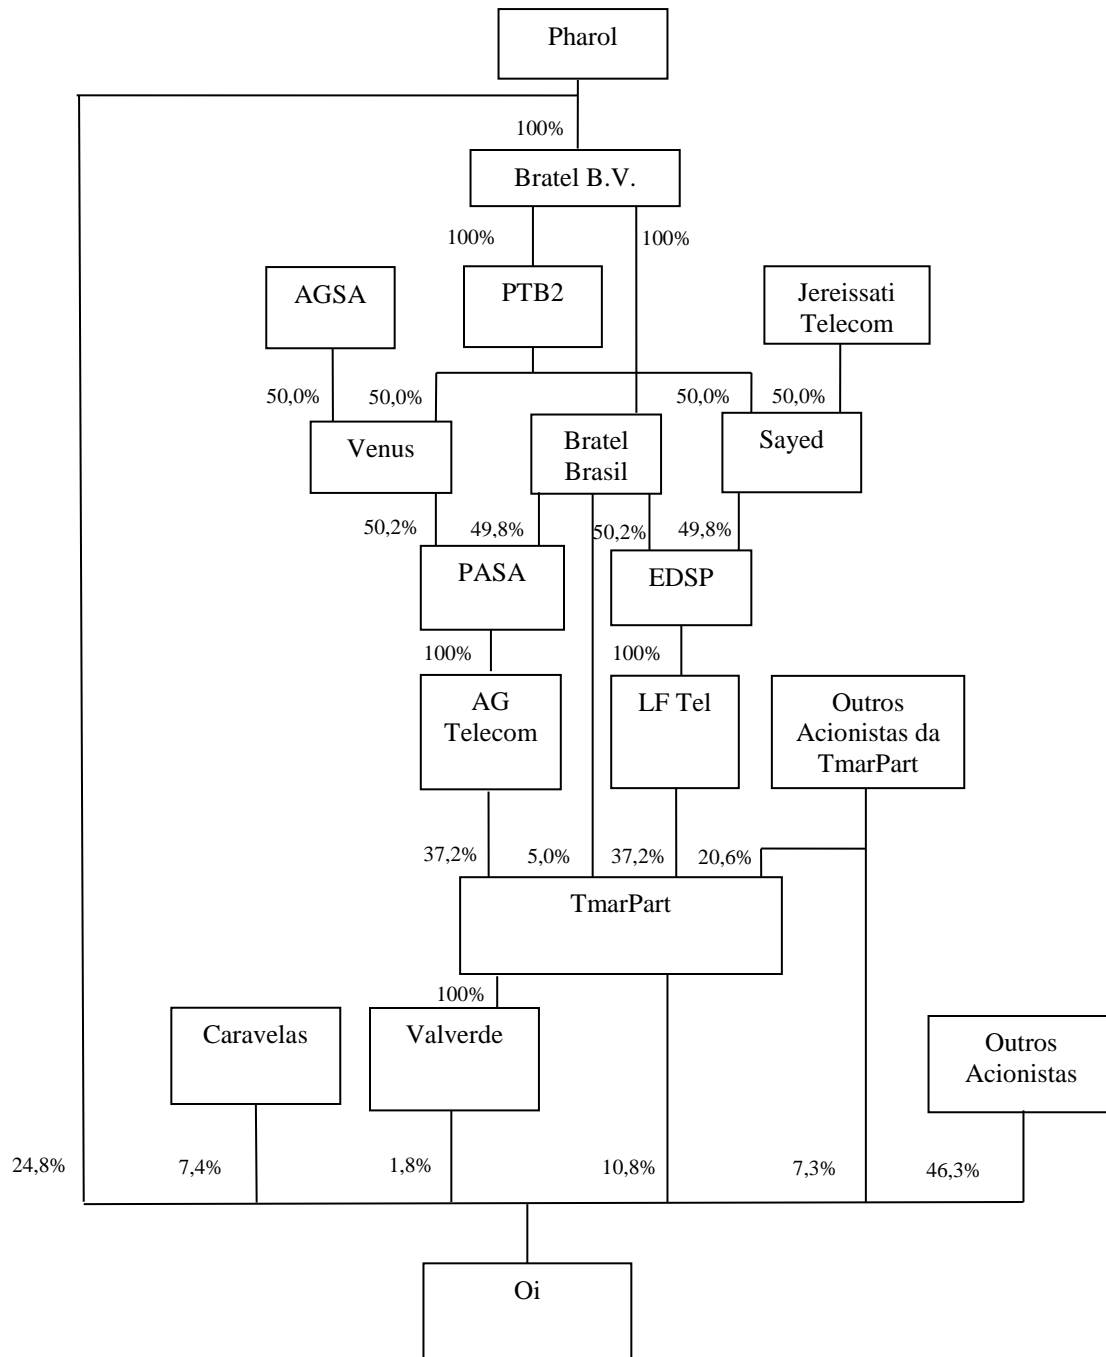 Pharol
100%
Bratel B.V.
100%
100%
AGSA
PTB2
Jereissati
Telecom
50,0%
50,0%
50,0%
50,0%
Venus
Bratel
Brasil
Sayed
50,2%
49,8%
50,2%
49,8%
PASA
EDSP
100%
100%
AG
Telecom
LF Tel
Outros
Acionistas da
TmarPart
37,2%
5,0%
37,2%
20,6%
TmarPart
100%
Caravelas
Valverde
Outros
Acionistas
24,8%
7,4%
1,8%
10,8%
7,3%
46,3%
Oi